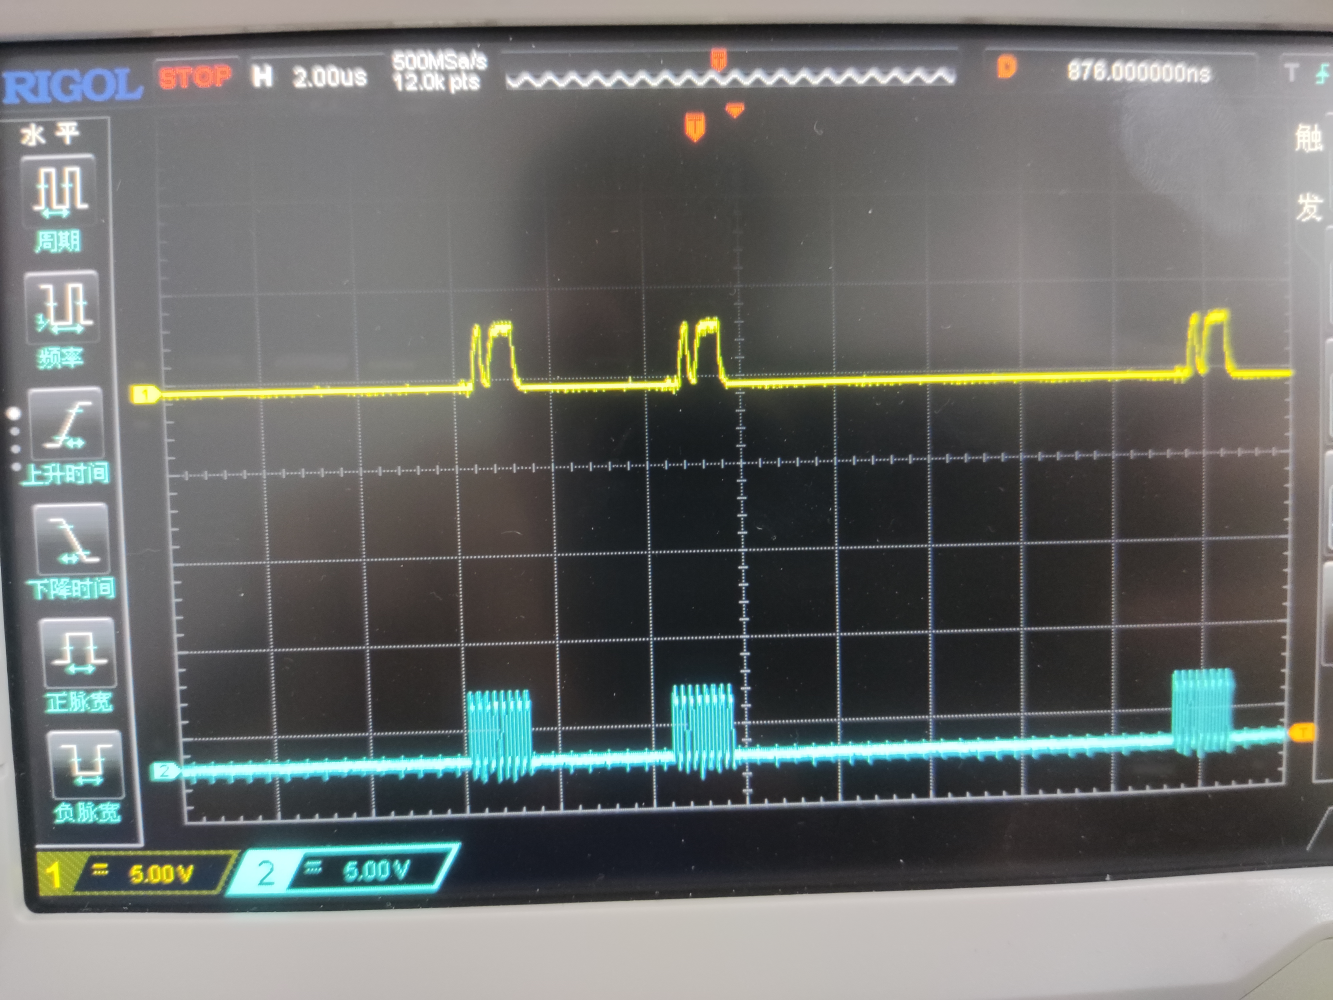 RIGOL STOP H 2.00us 500MSa/s 12.0k pts D 876.000000ns T
水平
周期
频率
上升时间
下降时间
正脉宽
负脉宽
触
发
T
1
2
T
1 5.00V 2 5.00V